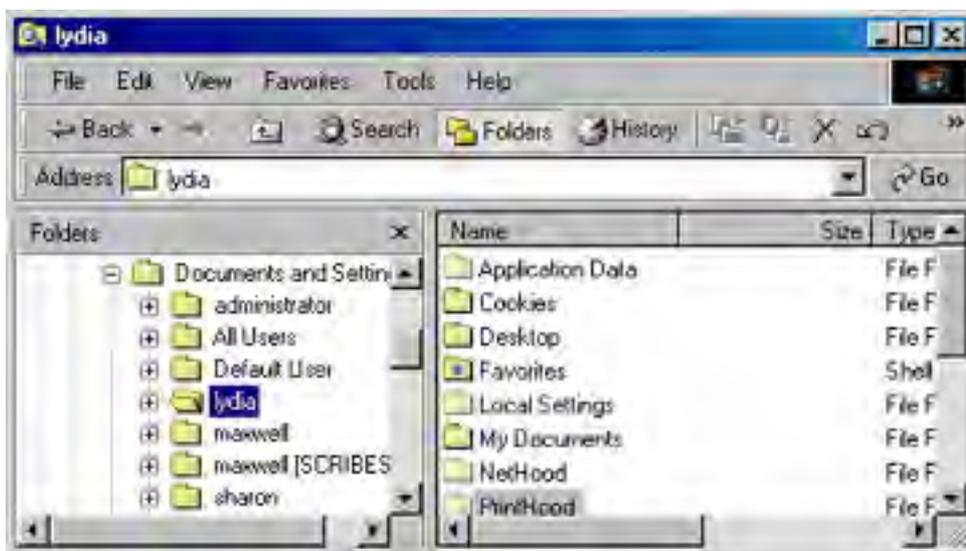 lydia
File Edit View Favorites Tools Help
Back Search Folders History »
Address lydia Go
Folders
Documents and Settin
administrator
All Users
Default User
lydia
maxwell
maxwell [SCRIBES
sharon
Name Size Type
Application Data File F
Cookies File F
Desktop File F
Favorites Shell
Local Settings File F
My Documents File F
NetHood File F
PrintHood File F